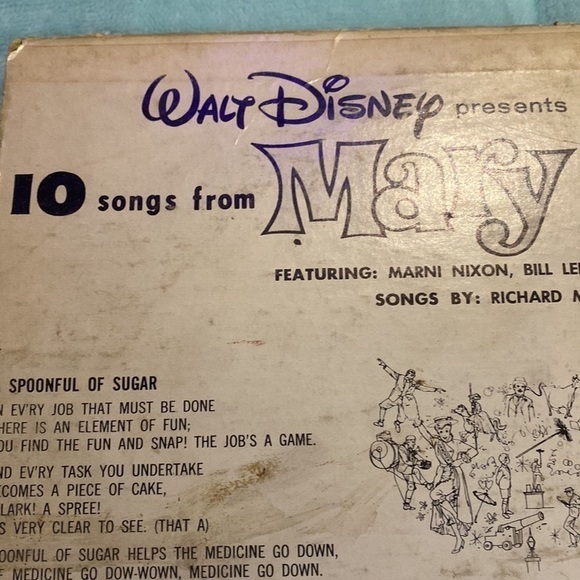 WALT DISNEY presents
10 songs from Mary
FEATURING: MARNI NIXON, BILL LE
SONGS BY: RICHARD M
SPOONFUL OF SUGAR
N EV'RY JOB THAT MUST BE DONE
HERE IS AN ELEMENT OF FUN;
OU FIND THE FUN AND SNAP! THE JOB'S A GAME.
ND EV'RY TASK YOU UNDERTAKE
ECOMES A PIECE OF CAKE,
LARK! A SPREE!
S VERY CLEAR TO SEE. (THAT A)
OONFUL OF SUGAR HELPS THE MEDICINE GO DOWN,
E MEDICINE GO DOW-WOWN, MEDICINE GO DOWN.